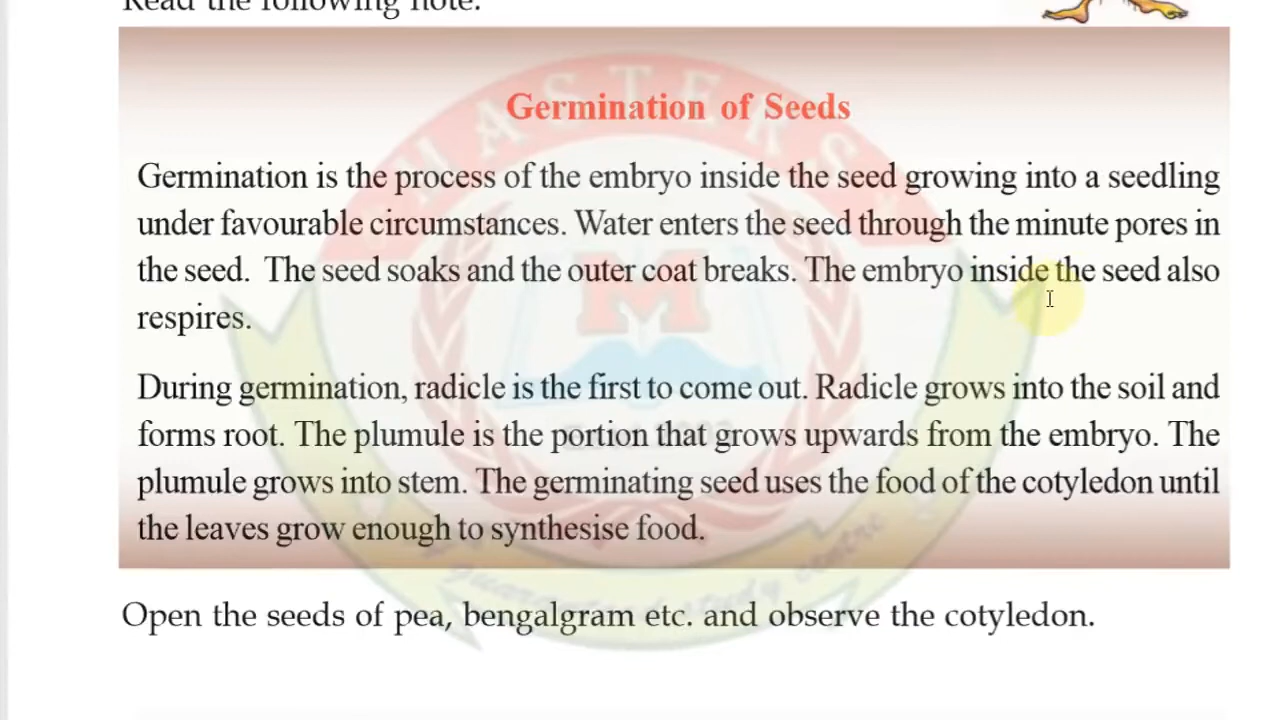 Read the following note.
Germination of Seeds
Germination is the process of the embryo inside the seed growing into a seedling
under favourable circumstances. Water enters the seed through the minute pores in
the seed. The seed soaks and the outer coat breaks. The embryo inside the seed also
respires.
During germination, radicle is the first to come out. Radicle grows into the soil and
forms root. The plumule is the portion that grows upwards from the embryo. The
plumule grows into stem. The germinating seed uses the food of the cotyledon until
the leaves grow enough to synthesise food.
Open the seeds of pea, bengalgram etc. and observe the cotyledon.
MASTERS
M